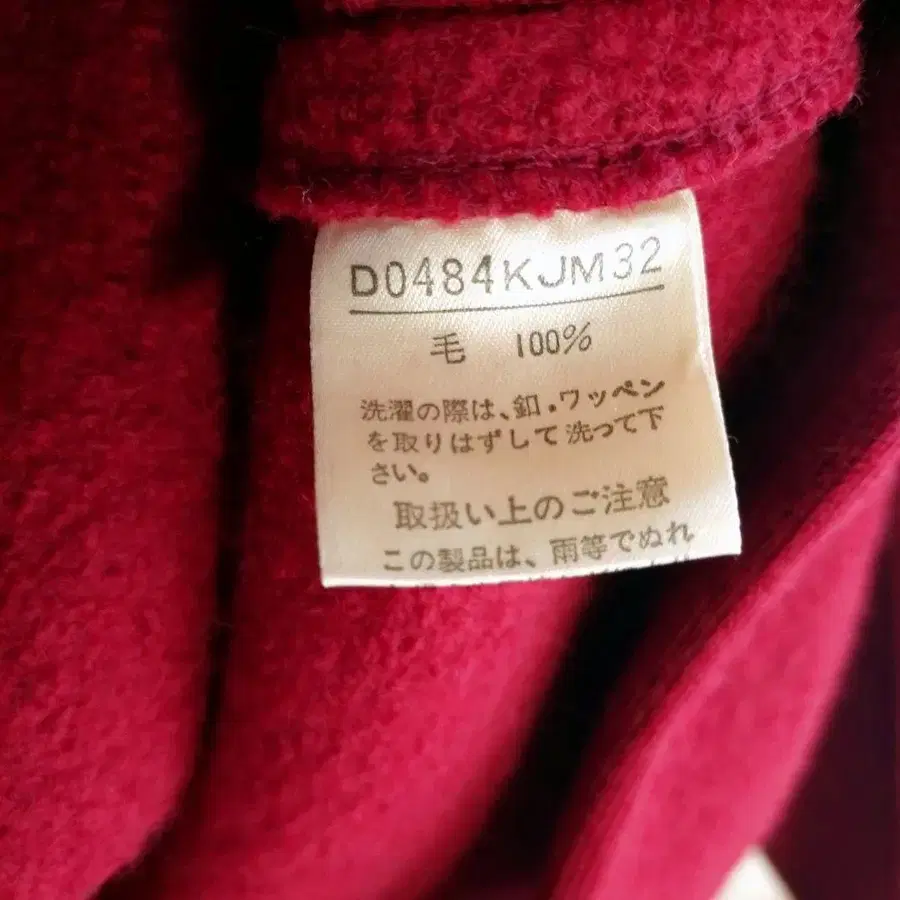 D0484KJM32
毛 100%
洗濯の際は、釦・ワッペン
を取りはずして洗って下
さい。
取扱い上のご注意
この製品は、雨等でぬれ